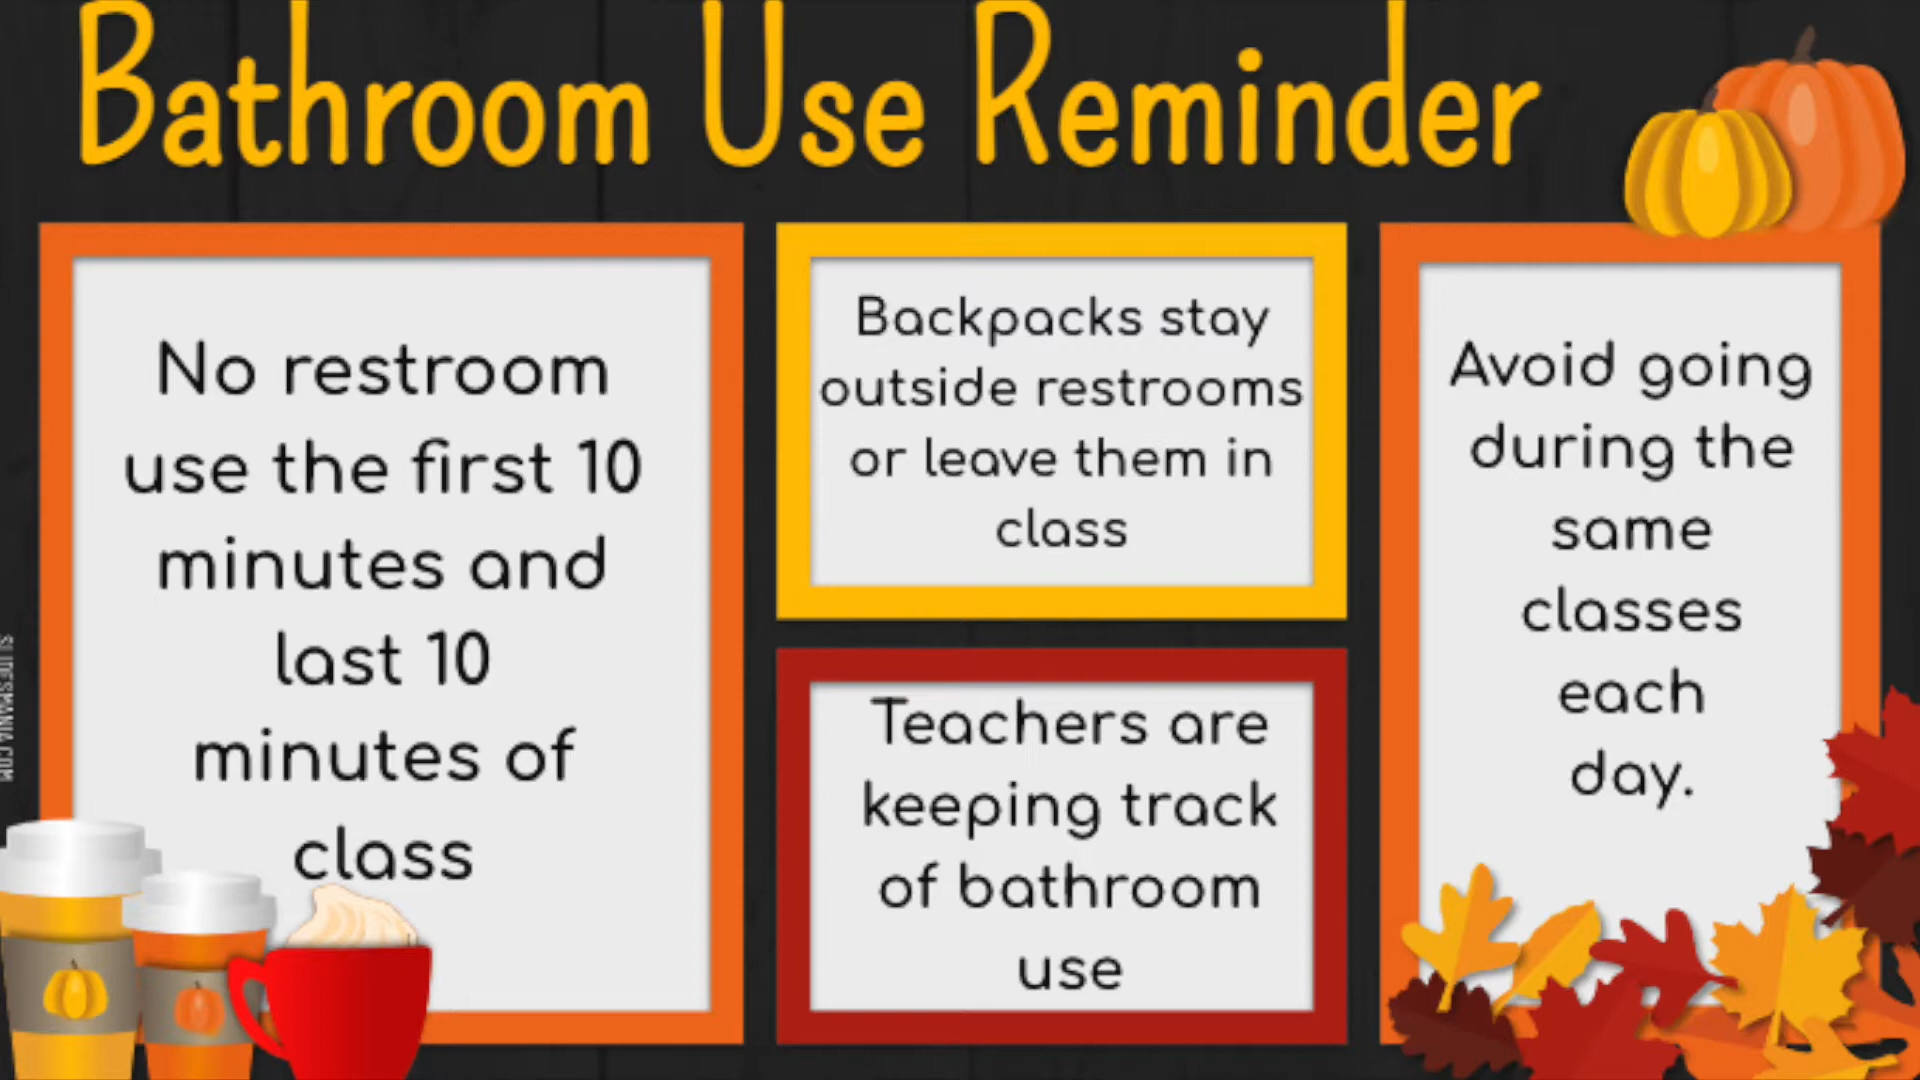 Bathroom Use Reminder
No restroom
use the first 10
minutes and
last 10
minutes of
class
Backpacks stay
outside restrooms
or leave them in
class
Teachers are
keeping track
of bathroom
use
Avoid going
during the
same
classes
each
day.
SLIDESMANIA.COM